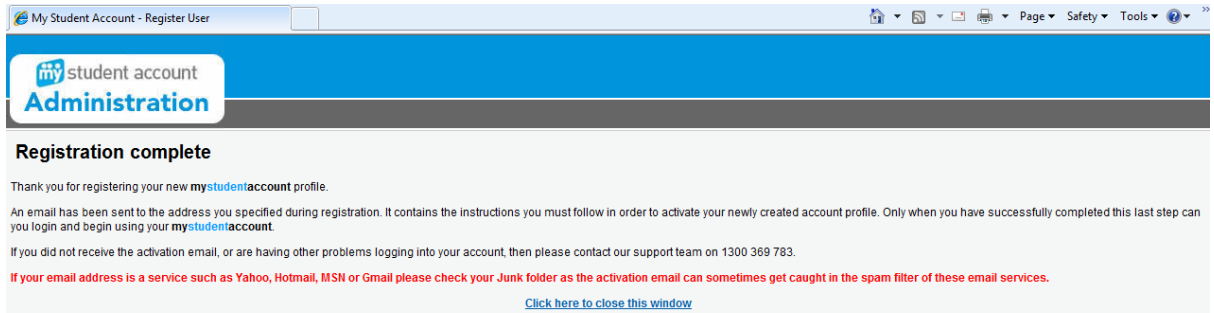 My Student Account - Register User
Page Safety Tools
my student account
Administration
Registration complete
Thank you for registering your new mystudentaccount profile.
An email has been sent to the address you specified during registration. It contains the instructions you must follow in order to activate your newly created account profile. Only when you have successfully completed this last step can
you login and begin using your mystudentaccount.
If you did not receive the activation email, or are having other problems logging into your account, then please contact our support team on 1300 369 783.
If your email address is a service such as Yahoo, Hotmail, MSN or Gmail please check your Junk folder as the activation email can sometimes get caught in the spam filter of these email services.
Click here to close this window